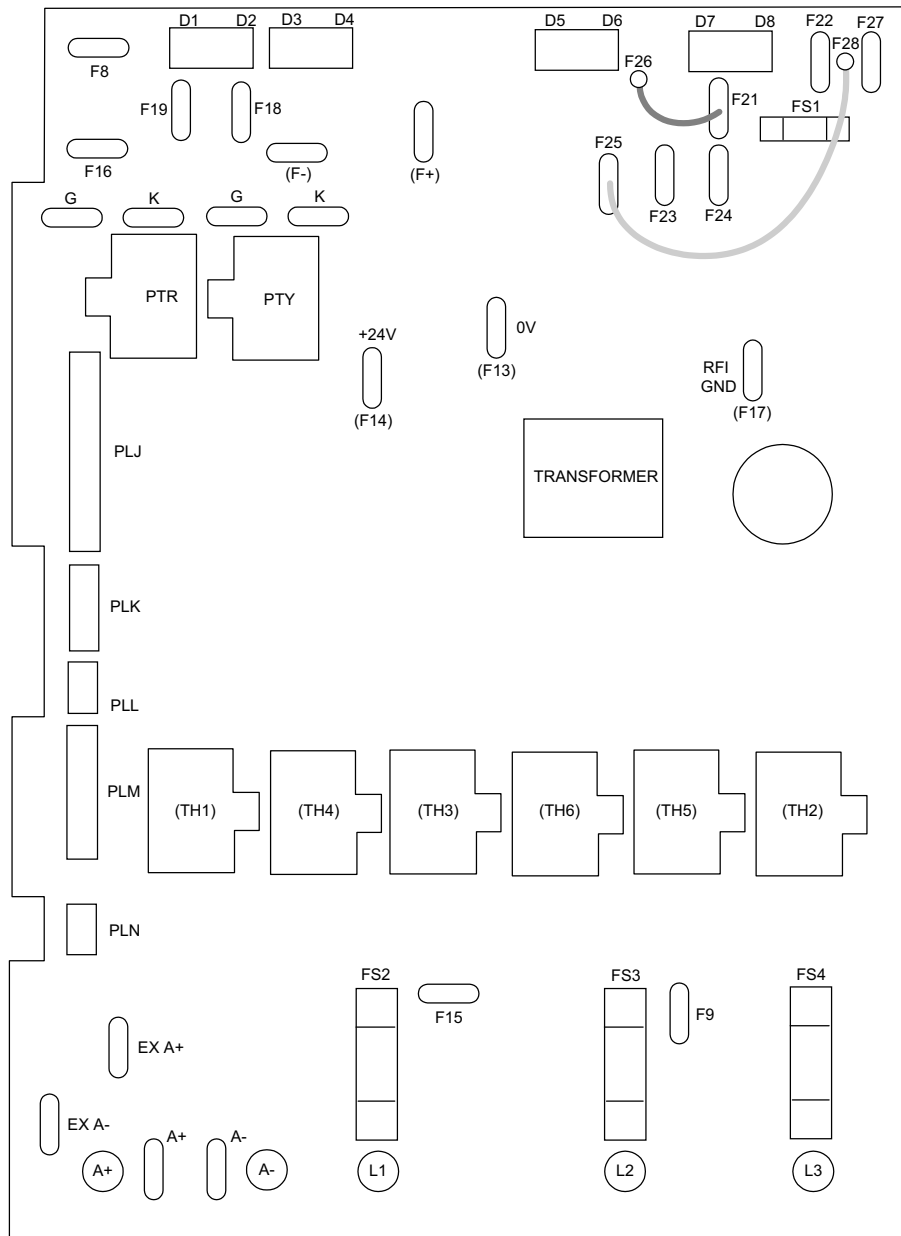 D1 D2 D3 D4 D5 D6 D7 D8 F22 F27
F8 F26 F28
F19 F18 F21 FS1
F16 (F-) (F+) F25
G K G K F23 F24
PTR PTY
+24V 0V
(F13) RFI
GND
(F14) (F17)
PLJ TRANSFORMER
PLK
PLL
PLM (TH1) (TH4) (TH3) (TH6) (TH5) (TH2)
PLN
FS2 FS3 FS4
F15 F9
EX A+
EX A-
A+ A-
A+ A- L1 L2 L3